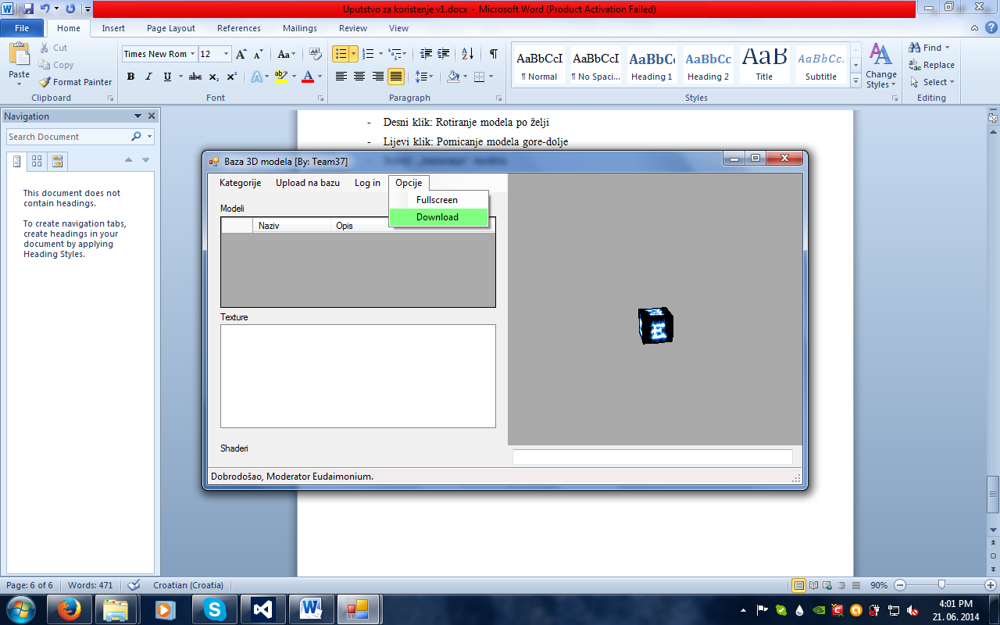 Uputstvo za koristenje v1.docx - Microsoft Word (Product Activation Failed)
File Home Insert Page Layout References Mailings Review View
Paste
Cut
Copy
Format Painter
Clipboard
Times New Rom 12
Font
Paragraph
AaBbCcI AaBbCcI AaBbC AaBbCc AaB AaBbCc.
¶ Normal ¶ No Spaci... Heading 1 Heading 2 Title Subtitle
Change Styles
Styles
Find
Replace
Select
Editing
Navigation
Search Document
This document does not
contain headings.
To create navigation tabs,
create headings in your
document by applying
Heading Styles.
- Desni klik: Rotiranje modela po želji
- Lijevi klik: Pomicanje modela gore-dolje
Baza 3D modela [By: Team37]
Kategorije Upload na bazu Log in Opcije
Fullscreen
Download
Modeli
Naziv Opis
Texture
Shaderi
E
Dobrodošao, Moderator Eudaimonium.
Page: 6 of 6 Words: 471 Croatian (Croatia) 90%
4:01 PM
21. 06. 2014